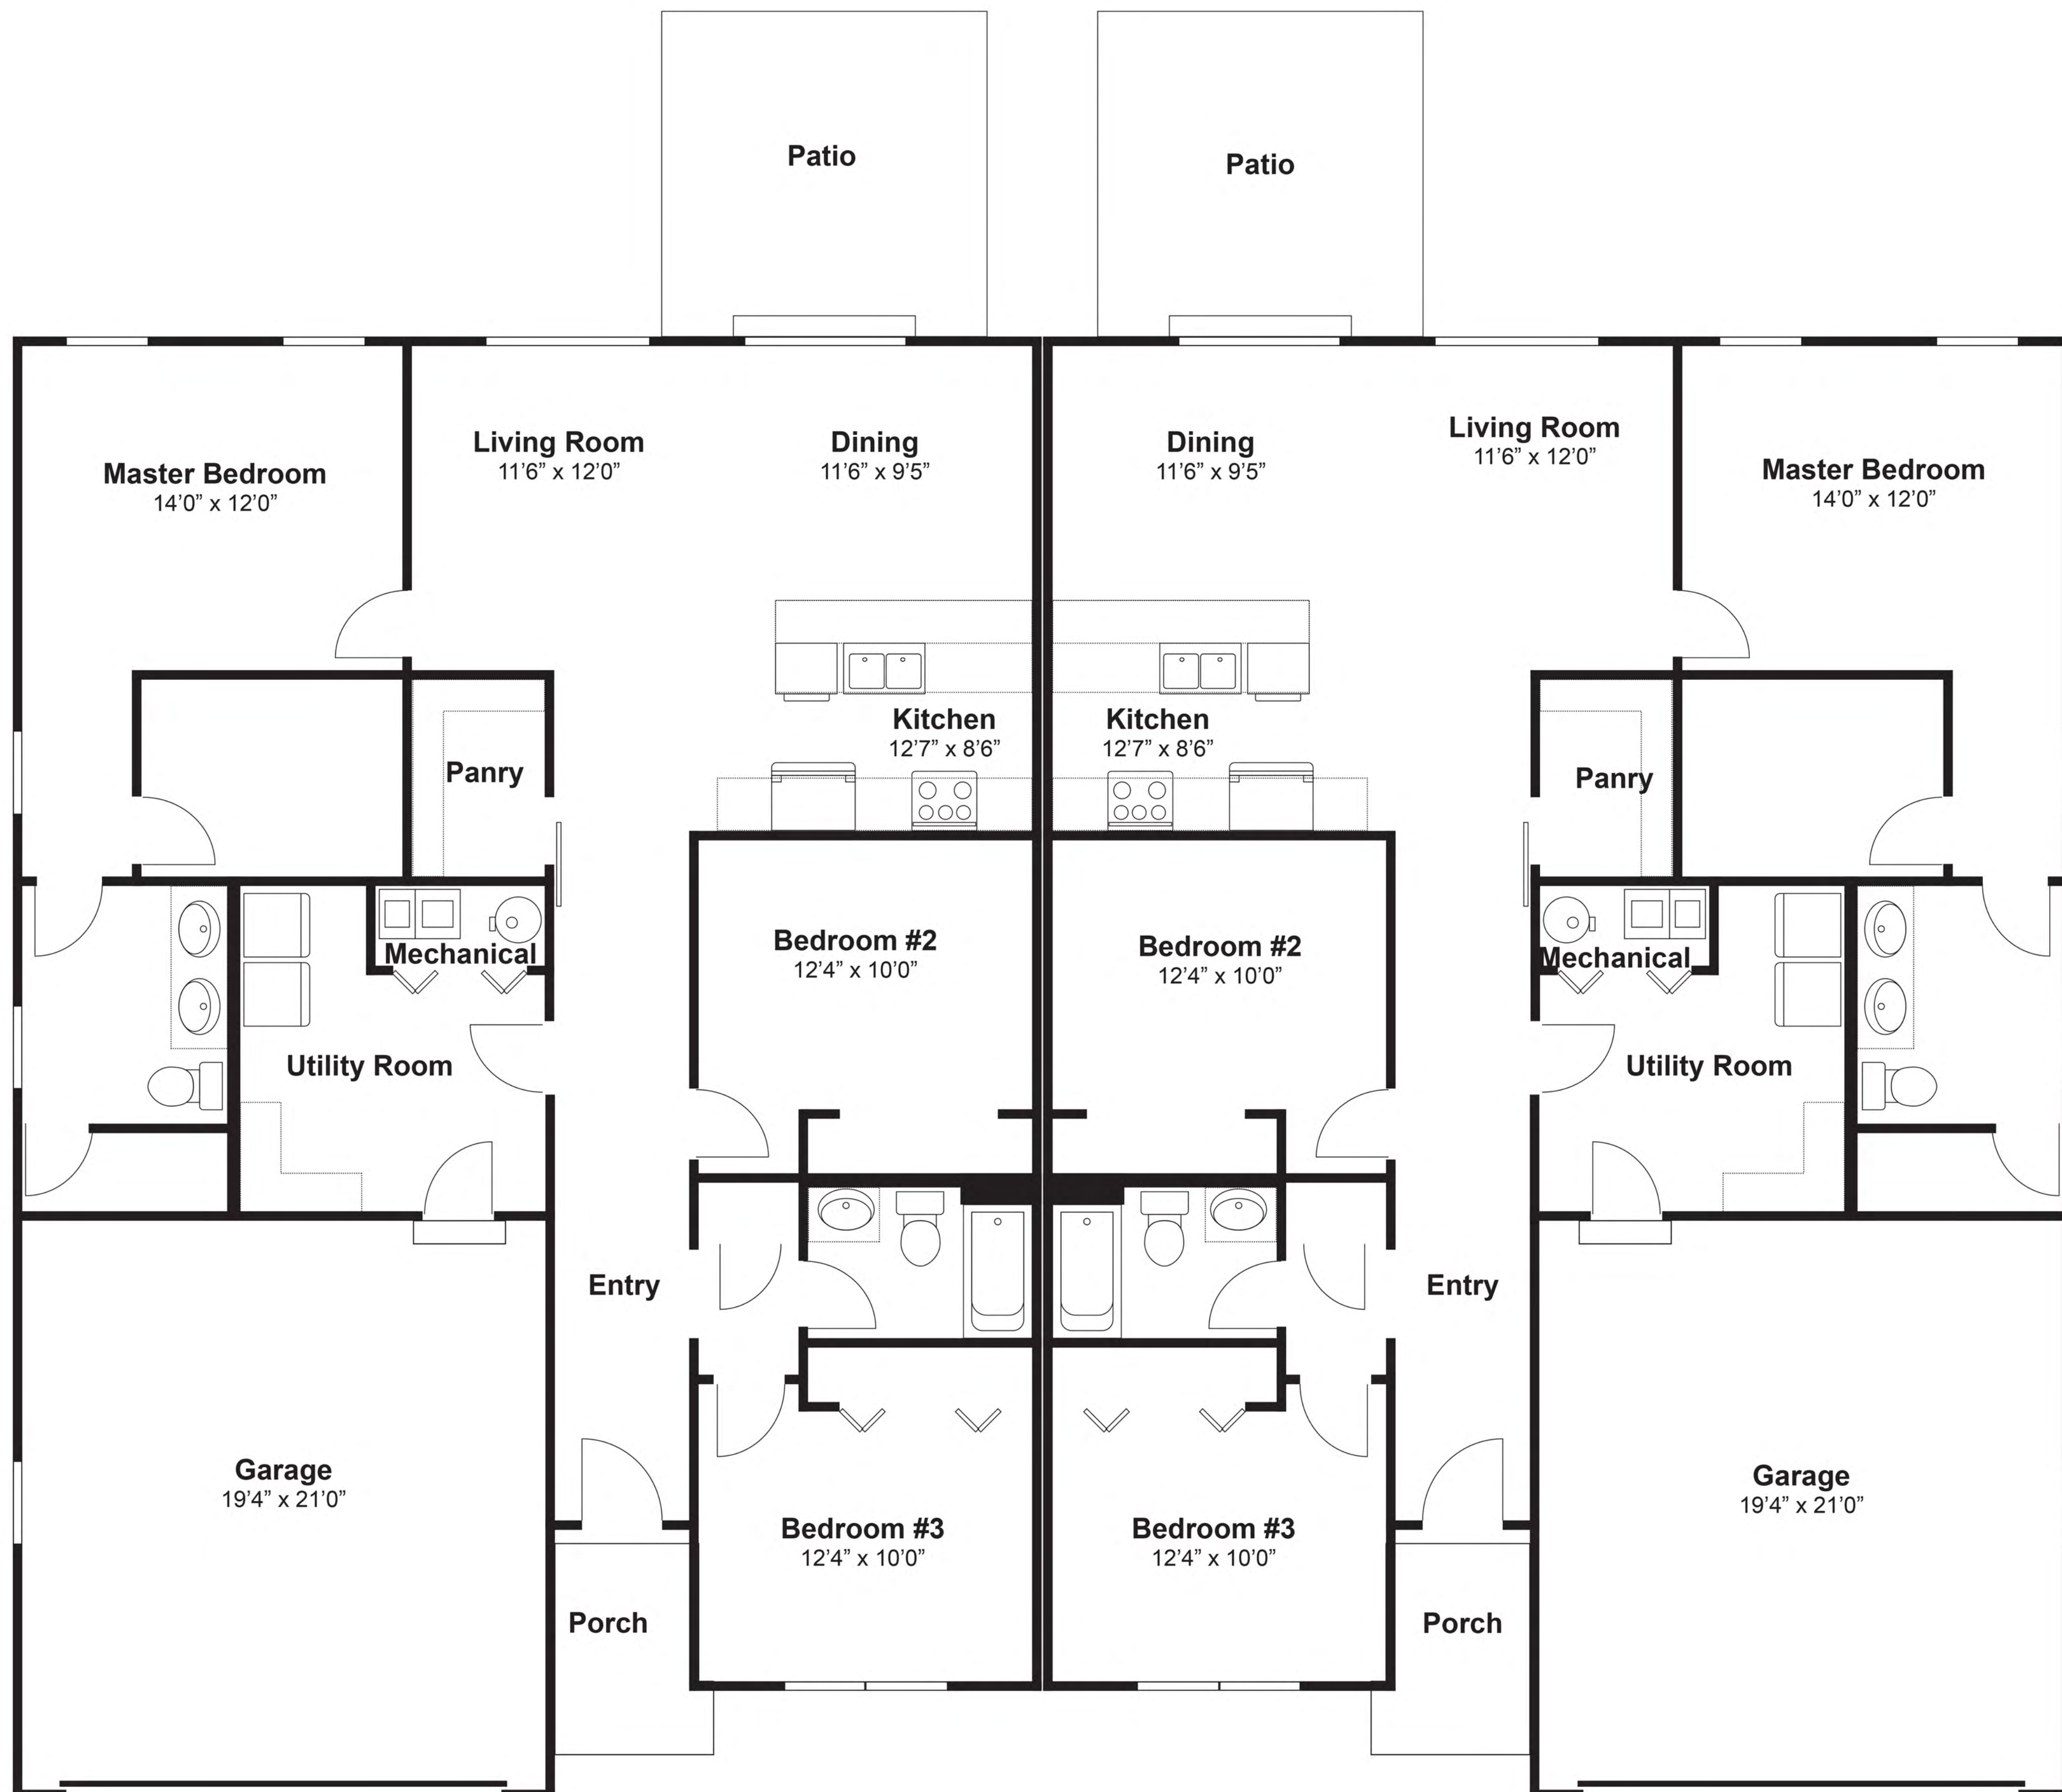 Patio
Patio
Living Room
11’6” x 12’0”
Dining
11’6” x 9’5”
Dining
11’6” x 9’5”
Living Room
11’6” x 12’0”
Master Bedroom
14’0” x 12’0”
Master Bedroom
14’0” x 12’0”
Kitchen
12’7” x 8’6”
Kitchen
12’7” x 8’6”
Panry
Panry
Mechanical
Bedroom #2
12’4” x 10’0”
Bedroom #2
12’4” x 10’0”
Mechanical
Utility Room
Utility Room
Entry
Entry
Garage
19’4” x 21’0”
Garage
19’4” x 21’0”
Bedroom #3
12’4” x 10’0”
Bedroom #3
12’4” x 10’0”
Porch
Porch